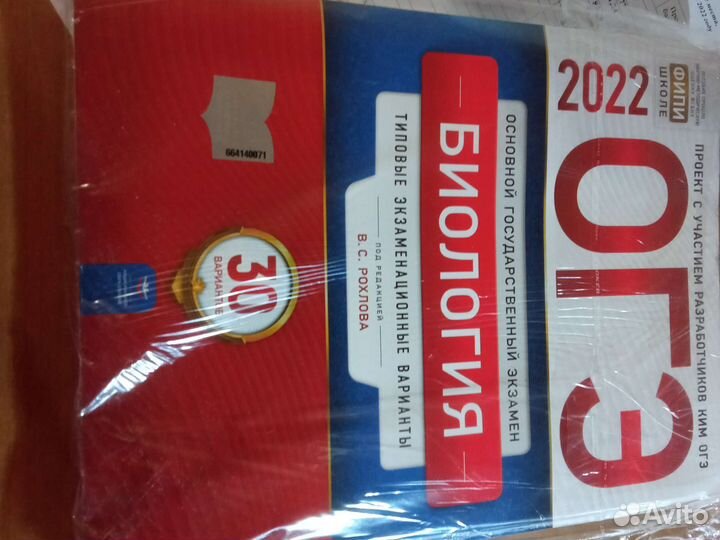 ПРОЕКТ С УЧАСТИЕМ РАЗРАБОТЧИКОВ КИМ ОГЭ
ФИПИ
ШКОЛЕ
2022
ОГЭ
ОСНОВНОЙ ГОСУДАРСТВЕННЫЙ ЭКЗАМЕН
БИОЛОГИЯ
ТИПОВЫЕ ЭКЗАМЕНАЦИОННЫЕ ВАРИАНТЫ
ПОД РЕДАКЦИЕЙ
В. С. РОХЛОВА
30
ВАРИАНТОВ
664140071
Avito